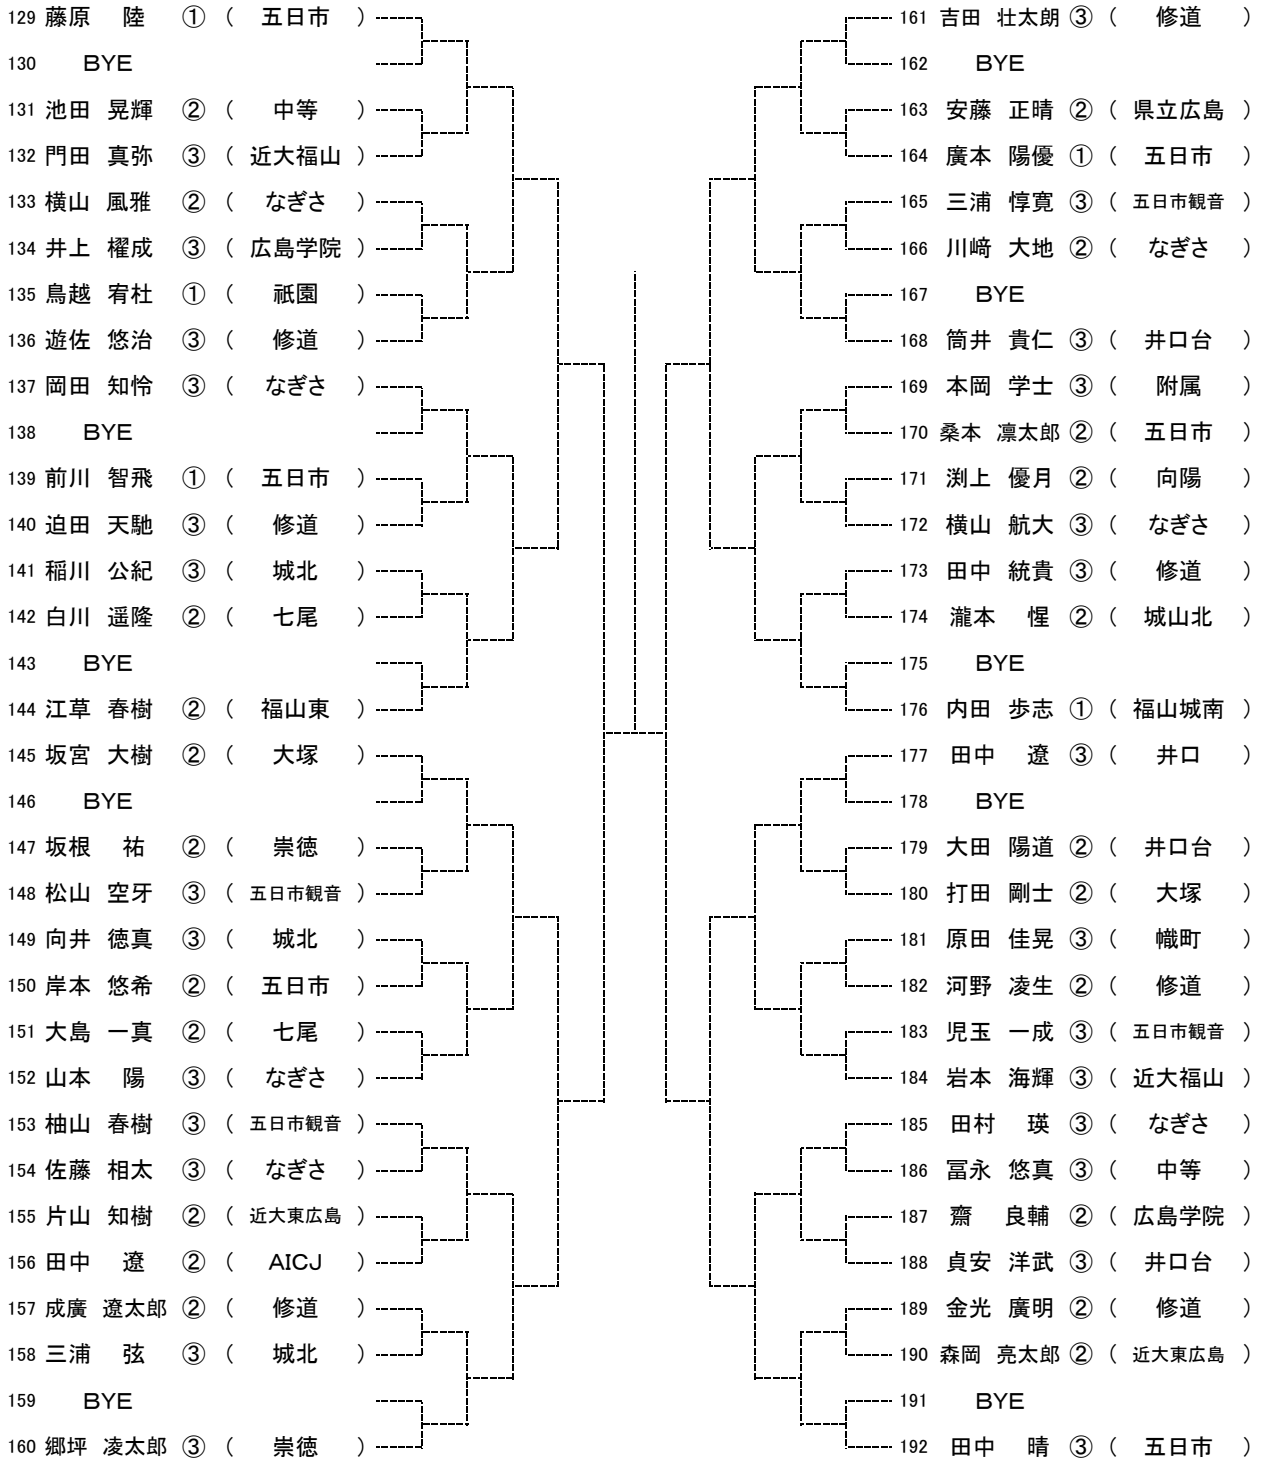 129 藤原 陸 ① ( 五日市 )
130 BYE
131 池田 晃輝 ② ( 中等 )
132 門田 真弥 ③ ( 近大福山 )
133 横山 風雅 ② ( なぎさ )
134 井上 櫂成 ③ ( 広島学院 )
135 鳥越 宥杜 ① ( 祇園 )
136 遊佐 悠治 ③ ( 修道 )
137 岡田 知怜 ③ ( なぎさ )
138 BYE
139 前川 智飛 ① ( 五日市 )
140 迫田 天馳 ③ ( 修道 )
141 稲川 公紀 ③ ( 城北 )
142 白川 遥隆 ② ( 七尾 )
143 BYE
144 江草 春樹 ② ( 福山東 )
145 坂宮 大樹 ② ( 大塚 )
146 BYE
147 坂根 祐 ② ( 崇徳 )
148 松山 空牙 ③ ( 五日市観音 )
149 向井 徳真 ③ ( 城北 )
150 岸本 悠希 ② ( 五日市 )
151 大島 一真 ② ( 七尾 )
152 山本 陽 ③ ( なぎさ )
153 柚山 春樹 ③ ( 五日市観音 )
154 佐藤 相太 ③ ( なぎさ )
155 片山 知樹 ② ( 近大東広島 )
156 田中 遼 ② ( AICJ )
157 成廣 遼太郎 ② ( 修道 )
158 三浦 弦 ③ ( 城北 )
159 BYE
160 郷坪 凌太郎 ③ ( 崇徳 )
161 吉田 壮太朗 ③ ( 修道 )
162 BYE
163 安藤 正晴 ② ( 県立広島 )
164 廣本 陽優 ① ( 五日市 )
165 三浦 惇寛 ③ ( 五日市観音 )
166 川﨑 大地 ② ( なぎさ )
167 BYE
168 筒井 貴仁 ③ ( 井口台 )
169 本岡 学士 ③ ( 附属 )
170 桑本 凛太郎 ② ( 五日市 )
171 渕上 優月 ② ( 向陽 )
172 横山 航大 ③ ( なぎさ )
173 田中 統貴 ③ ( 修道 )
174 瀧本 惺 ② ( 城山北 )
175 BYE
176 内田 歩志 ① ( 福山城南 )
177 田中 遼 ③ ( 井口 )
178 BYE
179 大田 陽道 ② ( 井口台 )
180 打田 剛士 ② ( 大塚 )
181 原田 佳晃 ③ ( 幟町 )
182 河野 凌生 ② ( 修道 )
183 児玉 一成 ③ ( 五日市観音 )
184 岩本 海輝 ③ ( 近大福山 )
185 田村 瑛 ③ ( なぎさ )
186 冨永 悠真 ③ ( 中等 )
187 齋 良輔 ② ( 広島学院 )
188 貞安 洋武 ③ ( 井口台 )
189 金光 廣明 ② ( 修道 )
190 森岡 亮太郎 ② ( 近大東広島 )
191 BYE
192 田中 晴 ③ ( 五日市 )